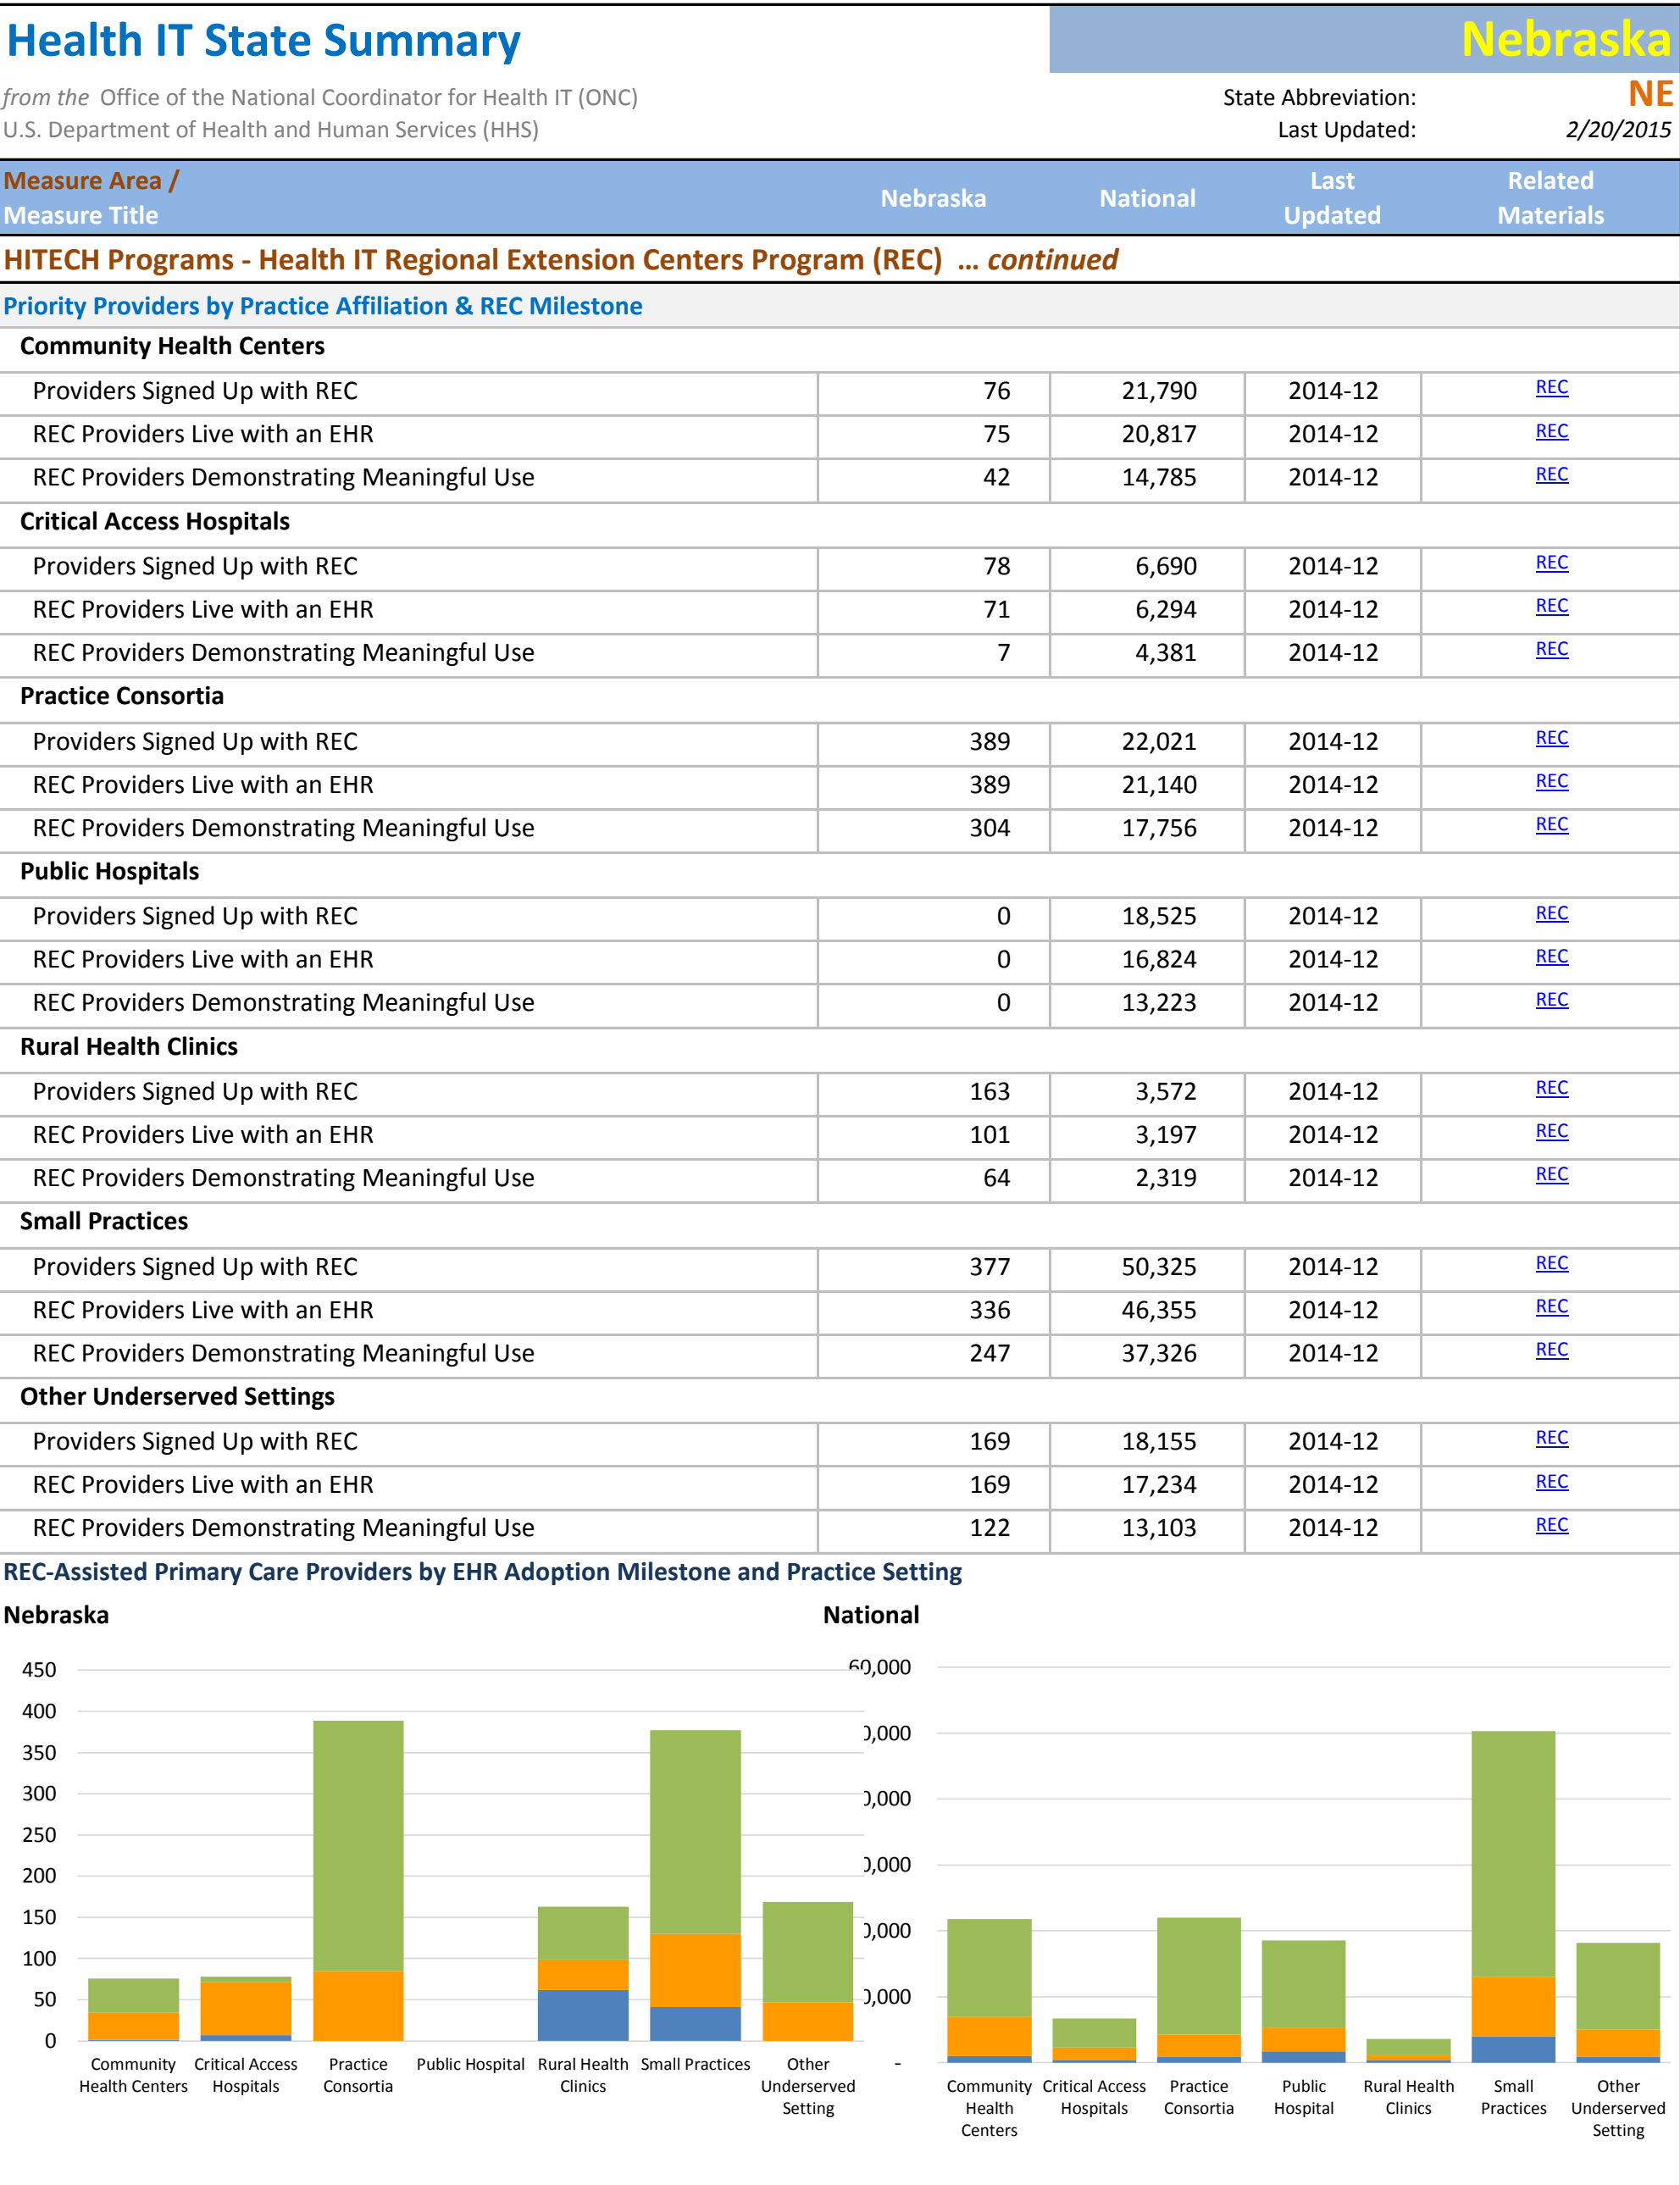 Health IT State Summary
Nebraska
from the Office of the National Coordinator for Health IT (ONC)
State Abbreviation: NE
U.S. Department of Health and Human Services (HHS)
Last Updated: 2/20/2015
Measure Area /
Measure Title
Nebraska
National
Last
Updated
Related
Materials
HITECH Programs - Health IT Regional Extension Centers Program (REC) ... continued
Priority Providers by Practice Affiliation & REC Milestone
Community Health Centers
Providers Signed Up with REC 76 21,790 2014-12 REC
REC Providers Live with an EHR 75 20,817 2014-12 REC
REC Providers Demonstrating Meaningful Use 42 14,785 2014-12 REC
Critical Access Hospitals
Providers Signed Up with REC 78 6,690 2014-12 REC
REC Providers Live with an EHR 71 6,294 2014-12 REC
REC Providers Demonstrating Meaningful Use 7 4,381 2014-12 REC
Practice Consortia
Providers Signed Up with REC 389 22,021 2014-12 REC
REC Providers Live with an EHR 389 21,140 2014-12 REC
REC Providers Demonstrating Meaningful Use 304 17,756 2014-12 REC
Public Hospitals
Providers Signed Up with REC 0 18,525 2014-12 REC
REC Providers Live with an EHR 0 16,824 2014-12 REC
REC Providers Demonstrating Meaningful Use 0 13,223 2014-12 REC
Rural Health Clinics
Providers Signed Up with REC 163 3,572 2014-12 REC
REC Providers Live with an EHR 101 3,197 2014-12 REC
REC Providers Demonstrating Meaningful Use 64 2,319 2014-12 REC
Small Practices
Providers Signed Up with REC 377 50,325 2014-12 REC
REC Providers Live with an EHR 336 46,355 2014-12 REC
REC Providers Demonstrating Meaningful Use 247 37,326 2014-12 REC
Other Underserved Settings
Providers Signed Up with REC 169 18,155 2014-12 REC
REC Providers Live with an EHR 169 17,234 2014-12 REC
REC Providers Demonstrating Meaningful Use 122 13,103 2014-12 REC
REC-Assisted Primary Care Providers by EHR Adoption Milestone and Practice Setting
Nebraska
450
400
350
300
250
200
150
100
50
0
Community
Health Centers
Critical Access
Hospitals
Practice
Consortia
Public Hospital
Rural Health
Clinics
Small Practices
Other
Underserved
Setting
National
60,000
0,000
0,000
0,000
0,000
0,000
-
Community
Health
Centers
Critical Access
Hospitals
Practice
Consortia
Public
Hospital
Rural Health
Clinics
Small
Practices
Other
Underserved
Setting